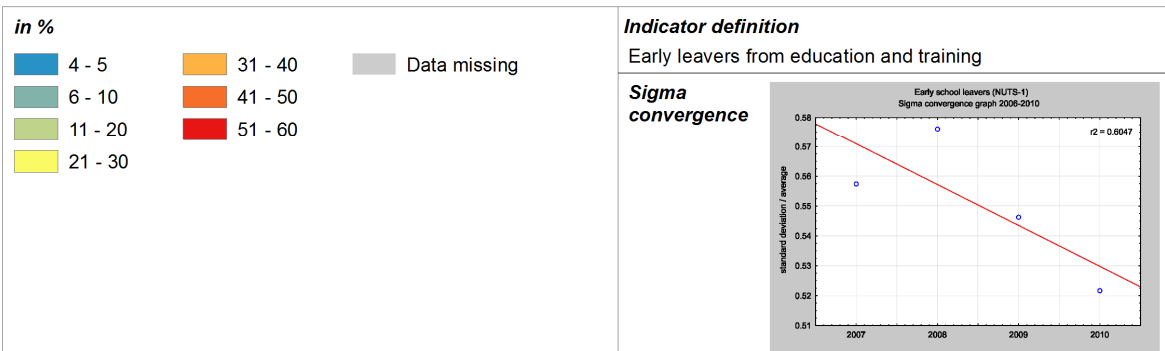 in %
4 - 5
6 - 10
11 - 20
21 - 30
31 - 40
41 - 50
51 - 60
Data missing
Indicator definition
Early leavers from education and training
Sigma
convergence
Early school leavers (NUTS-1)
Sigma convergence graph 2006-2010
r2 = 0.6047
standard deviation / average
0.58
0.57
0.56
0.55
0.54
0.53
0.52
0.51
2007
2008
2009
2010